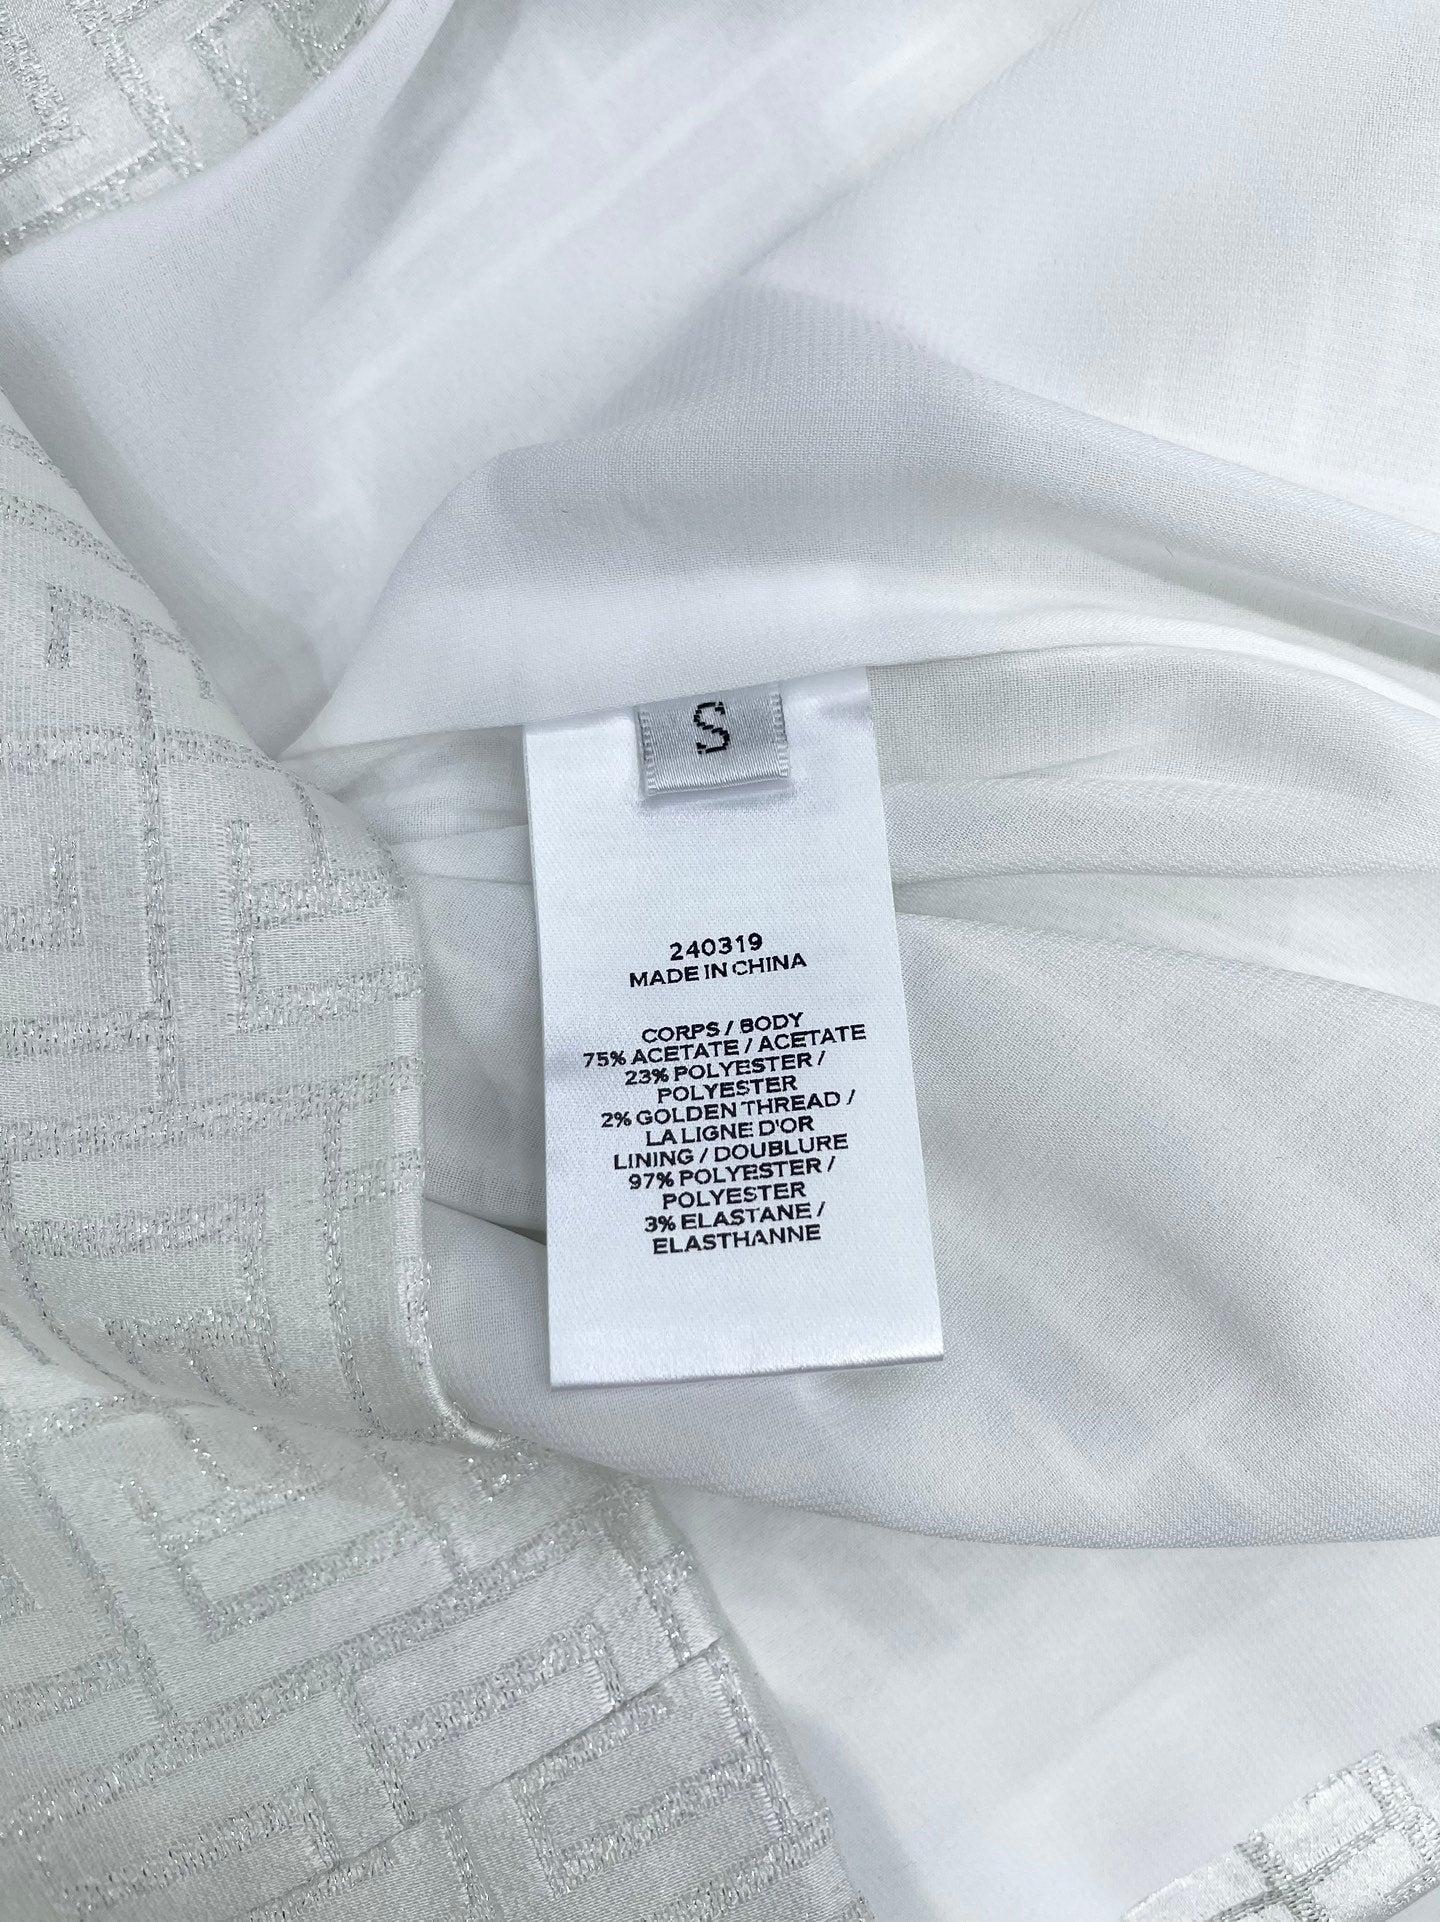 S
240319
MADE IN CHINA
CORPS / BODY
75% ACETATE / ACETATE
23% POLYESTER /
POLYESTER
2% GOLDEN THREAD /
LA LIGNE D'OR
LINING / DOUBLURE
97% POLYESTER /
POLYESTER
3% ELASTANE /
ELASTHANNE